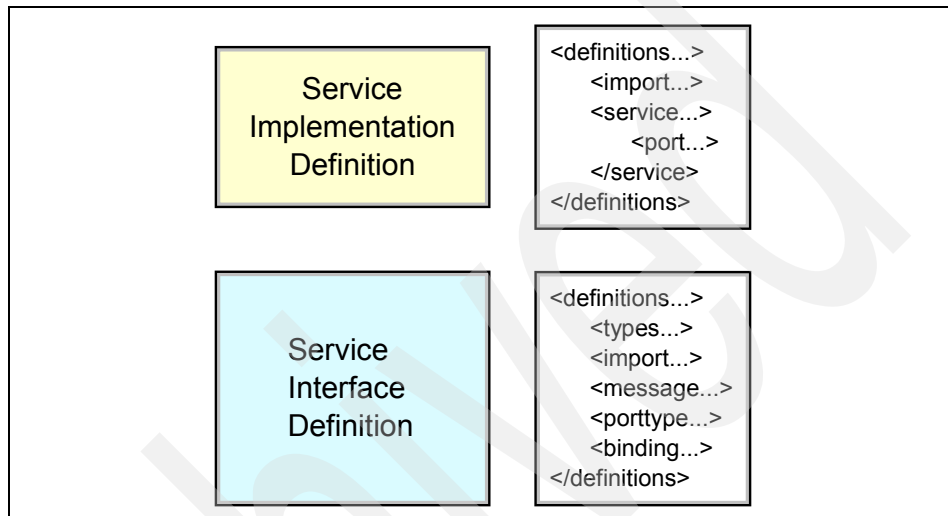 Service
Implementation
Definition
<definitions...>
<import...>
<service...>
<port...>
</service>
</definitions>
Service
Interface
Definition
<definitions...>
<types...>
<import...>
<message...>
<porttype...>
<binding...>
</definitions>